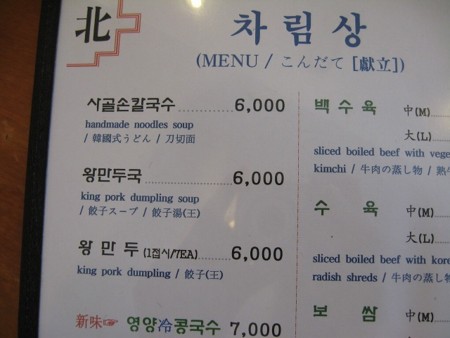 北
차림상
(MENU / こんだて [獻立])
사골손칼국수 6,000
handmade noodles soup
/ 韓國式うどん / 刀切面
왕만두국 6,000
king pork dumpling soup
/ 餃子スープ / 餃子湯(王)
왕 만 두 (1접시/7EA) 6,000
king pork dumpling / 餃子(王)
新味☞ 영양冷콩국수 7,000
백 수 육 中(M)
大(L)
sliced boiled beef with vege
kimchi / 牛肉の蒸し物 / 熟
수 육 中(M)
大(L)
sliced boiled beef with kore
radish shreds / 牛肉の蒸し物
보 쌈 中(M)